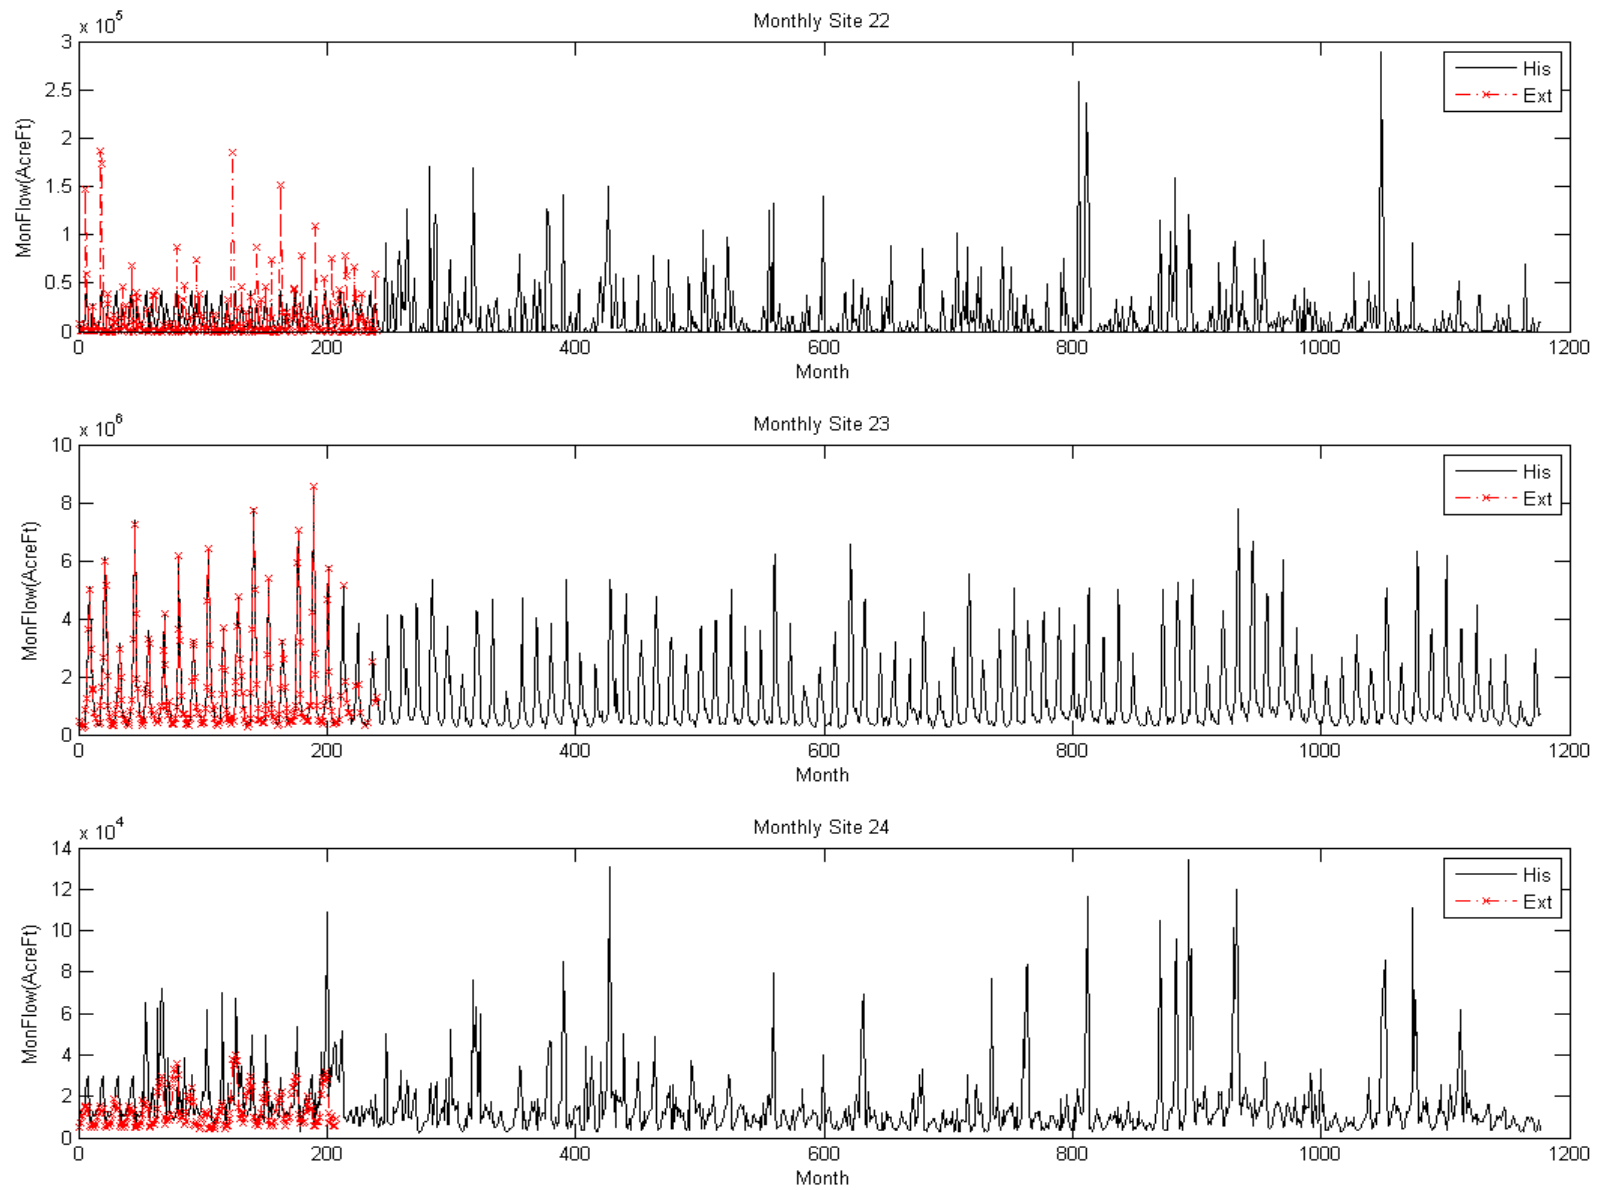 Monthly Site 22
x 10^5
MonFlow(AcreFt)
3
2.5
2
1.5
1
0.5
0
0 200 400 600 800 1000 1200
Month
His
Ext
Monthly Site 23
x 10^6
MonFlow(AcreFt)
10
8
6
4
2
0
0 200 400 600 800 1000 1200
Month
His
Ext
Monthly Site 24
x 10^4
MonFlow(AcreFt)
14
12
10
8
6
4
2
0
0 200 400 600 800 1000 1200
Month
His
Ext